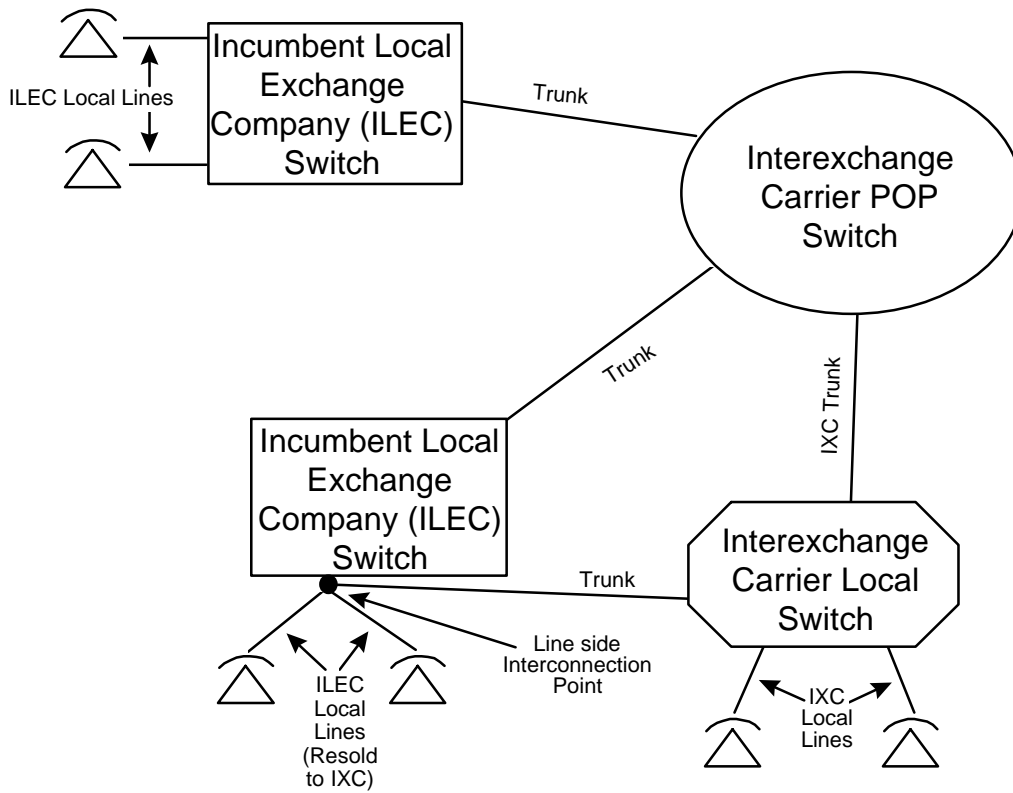 Incumbent Local
Exchange
Company (ILEC)
Switch
ILEC Local Lines
Trunk
Interexchange
Carrier POP
Switch
Trunk
IXC Trunk
Incumbent Local
Exchange
Company (ILEC)
Switch
Trunk
Interexchange
Carrier Local
Switch
Line side
Interconnection
Point
ILEC
Local
Lines
(Resold
to IXC)
IXC
Local
Lines